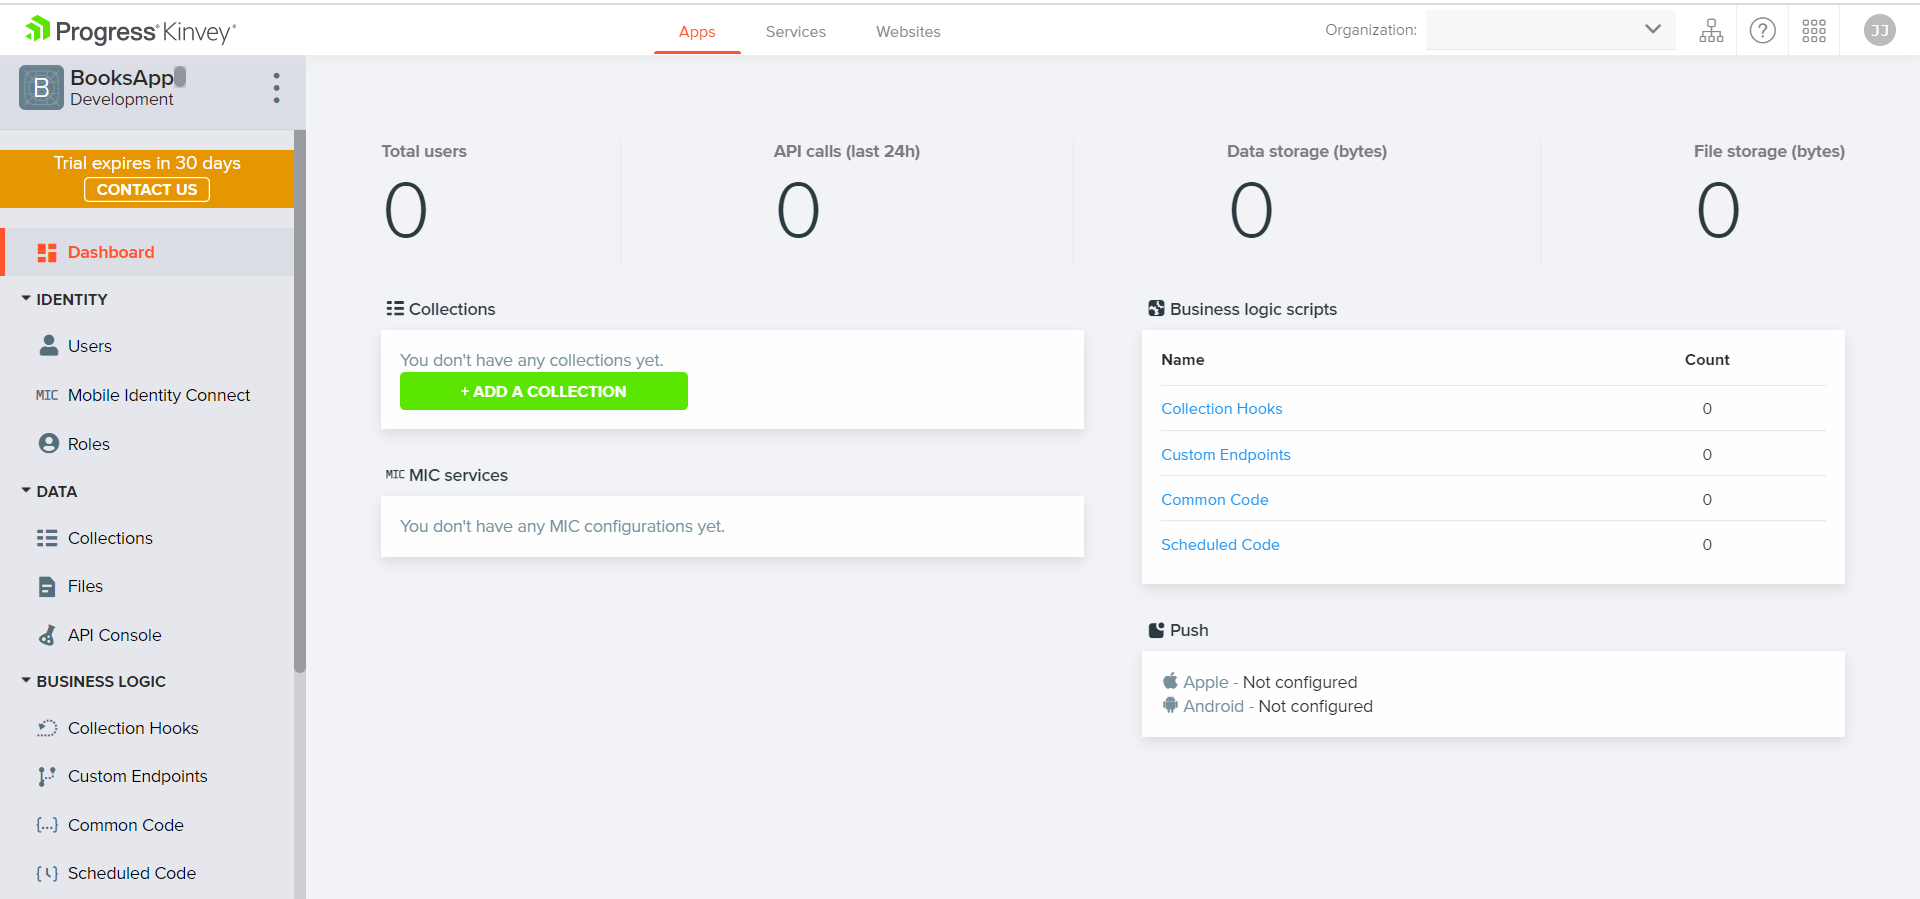 Progress® Kinvey®
Apps
Services
Websites
Organization:
JJ
B
BooksApp
Development
Trial expires in 30 days
CONTACT US
Dashboard
IDENTITY
Users
MIC Mobile Identity Connect
Roles
DATA
Collections
Files
API Console
BUSINESS LOGIC
Collection Hooks
Custom Endpoints
{...} Common Code
Scheduled Code
Total users
0
API calls (last 24h)
0
Data storage (bytes)
0
File storage (bytes)
0
Collections
You don't have any collections yet.
+ ADD A COLLECTION
MIC MIC services
You don't have any MIC configurations yet.
Business logic scripts
Name Count
Collection Hooks 0
Custom Endpoints 0
Common Code 0
Scheduled Code 0
Push
Apple - Not configured
Android - Not configured